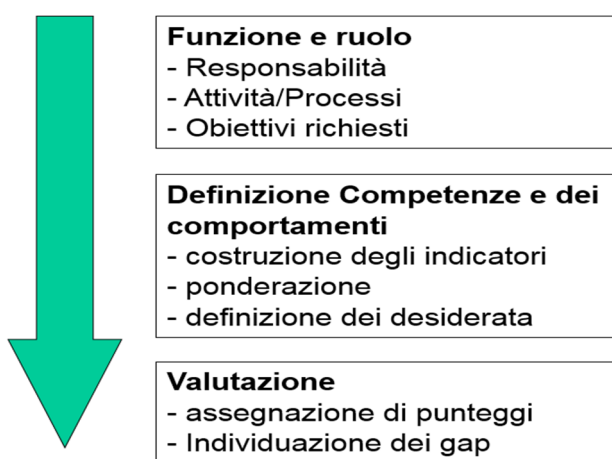 Funzione e ruolo
- Responsabilità
- Attività/Processi
- Obiettivi richiesti
Definizione Competenze e dei
comportamenti
- costruzione degli indicatori
- ponderazione
- definizione dei desiderata
Valutazione
- assegnazione di punteggi
- Individuazione dei gap